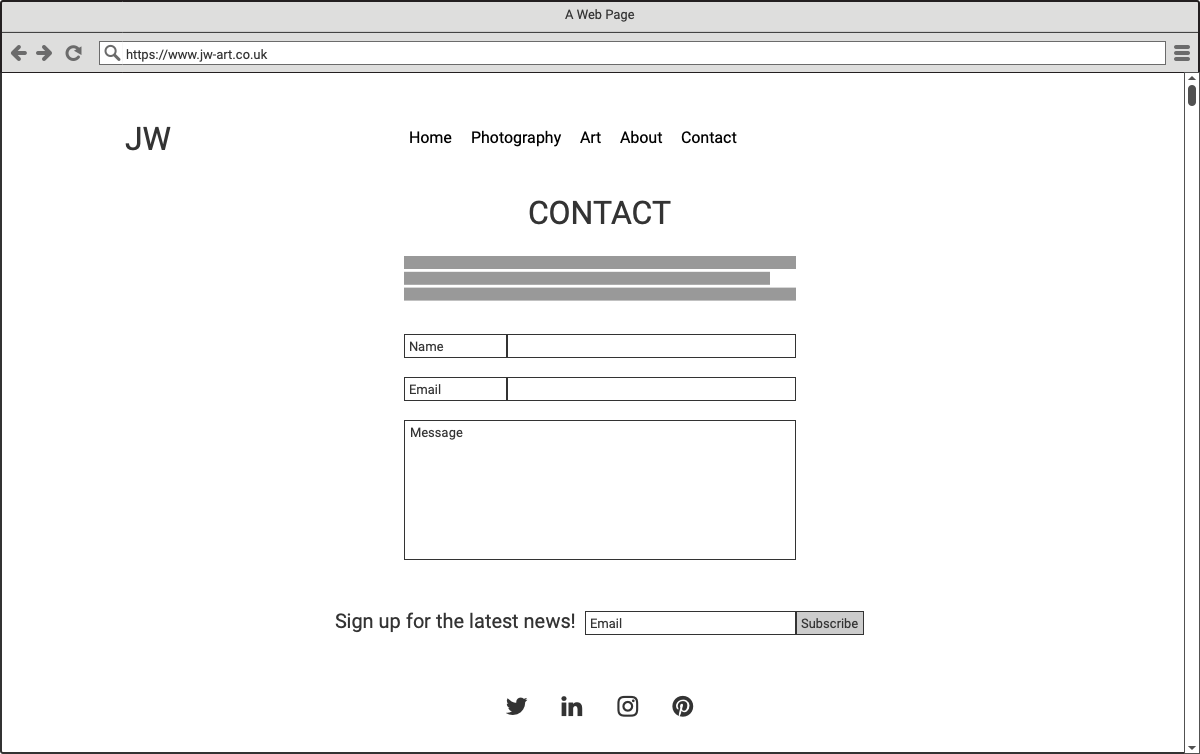 A Web Page
https://www.jw-art.co.uk
JW
Home Photography Art About Contact
CONTACT
Name
Email
Message
Sign up for the latest news! Email Subscribe